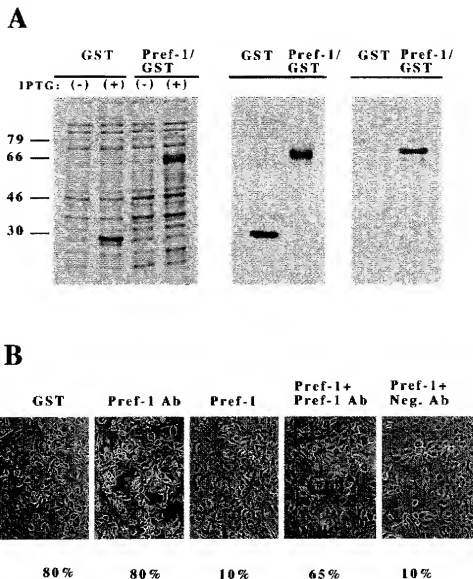 A
GST Pref-1/GST GST Pref-1/GST GST Pref-1/GST
IPTG: (-) (+) (-) (+)
79
66
46
30
B
GST Pref-1 Ab Pref-1 Pref-1+ Pref-1 Ab Pref-1+ Neg. Ab
80% 80% 10% 65% 10%